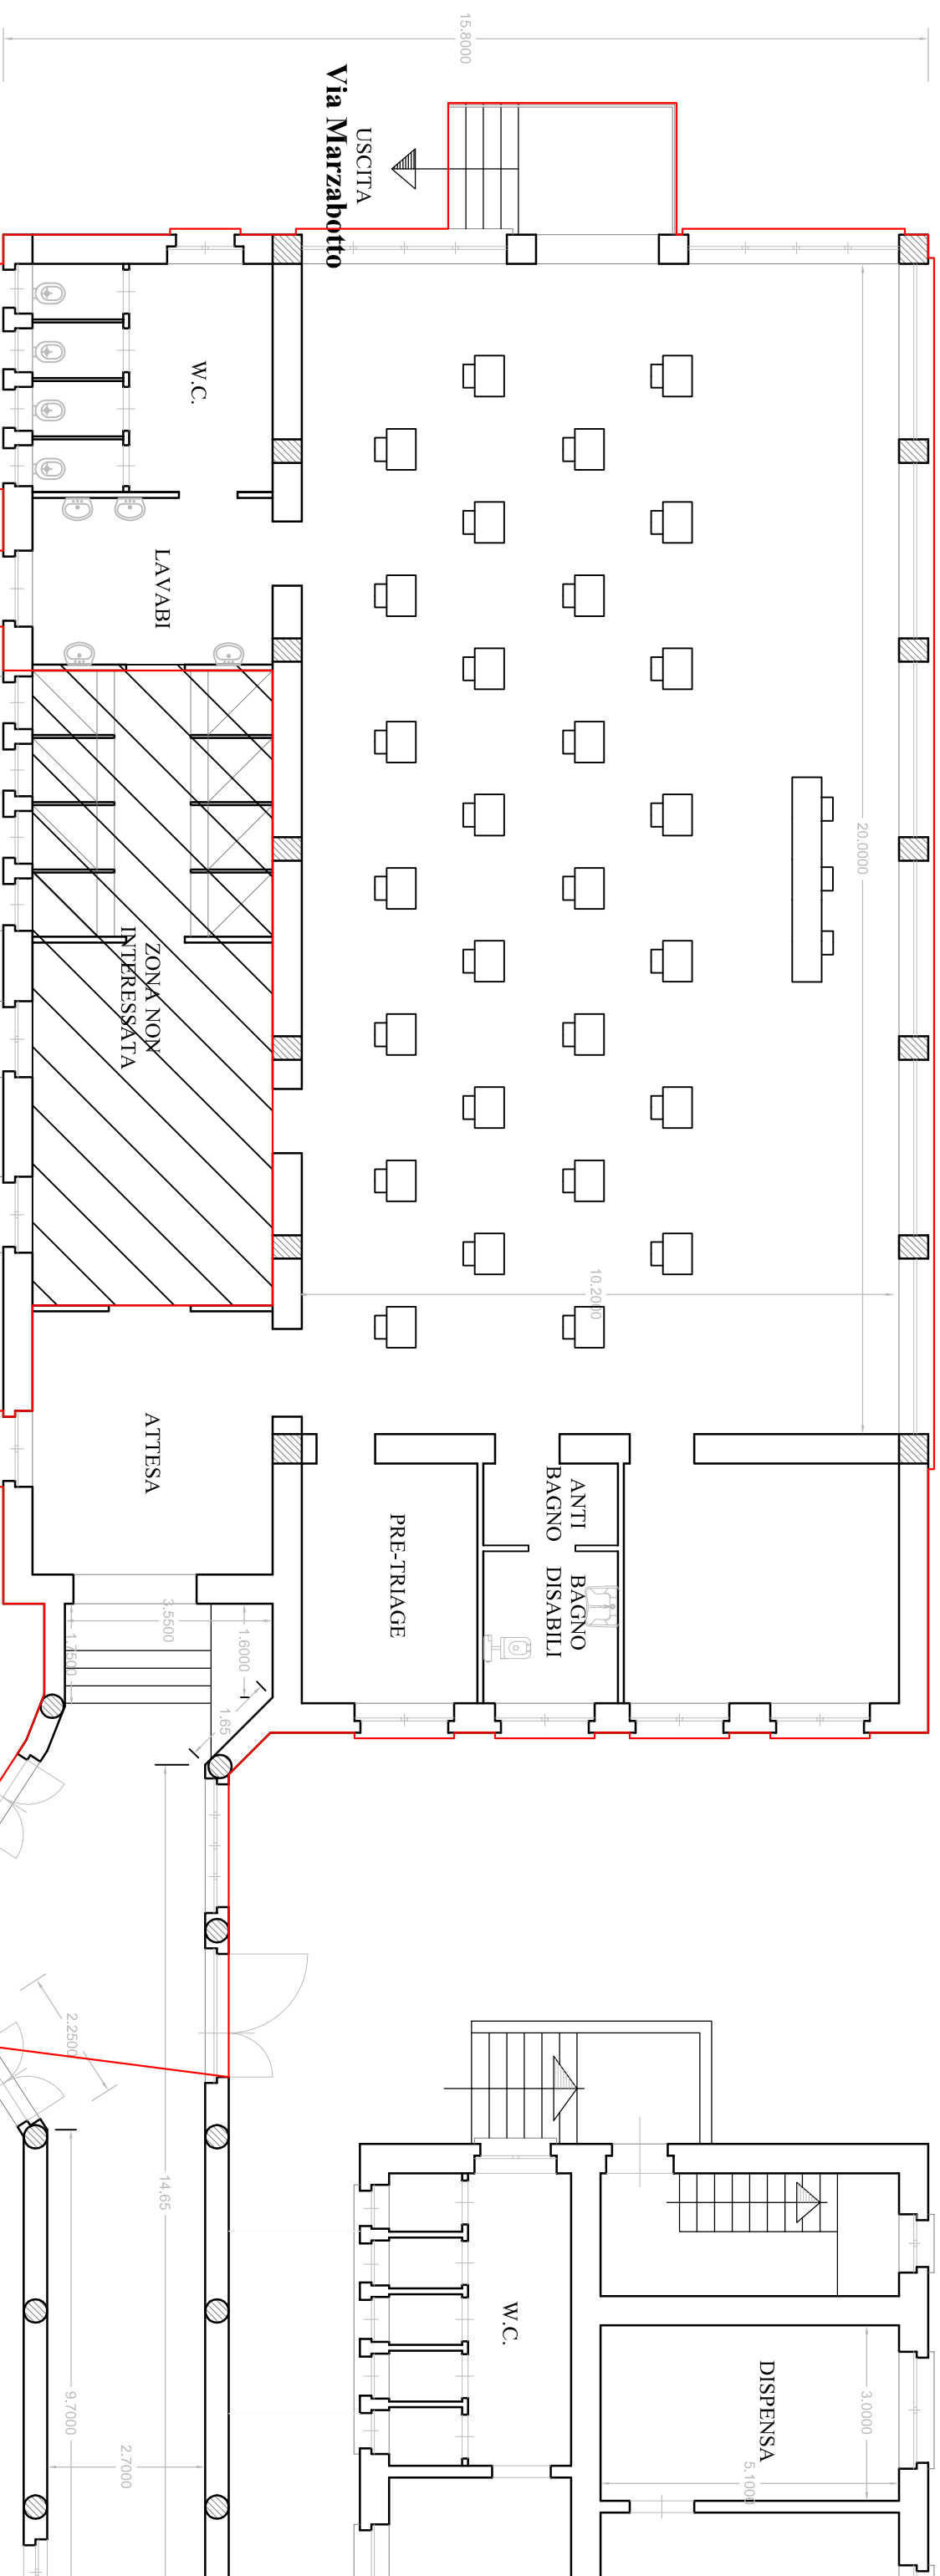 15.8000
USCITA
Via Marzabotto
20.0000
W.C.
LAVABI
ZONA NON
INTERESSATA
10.2000
ATTESA
ANTI
BAGNO
BAGNO
DISABILI
PRE-TRIAGE
3.5500
1.6000
1.7500
1.65
2.2500
14.65
W.C.
DISPENSA
3.0000
5.1000
9.7000
2.7000